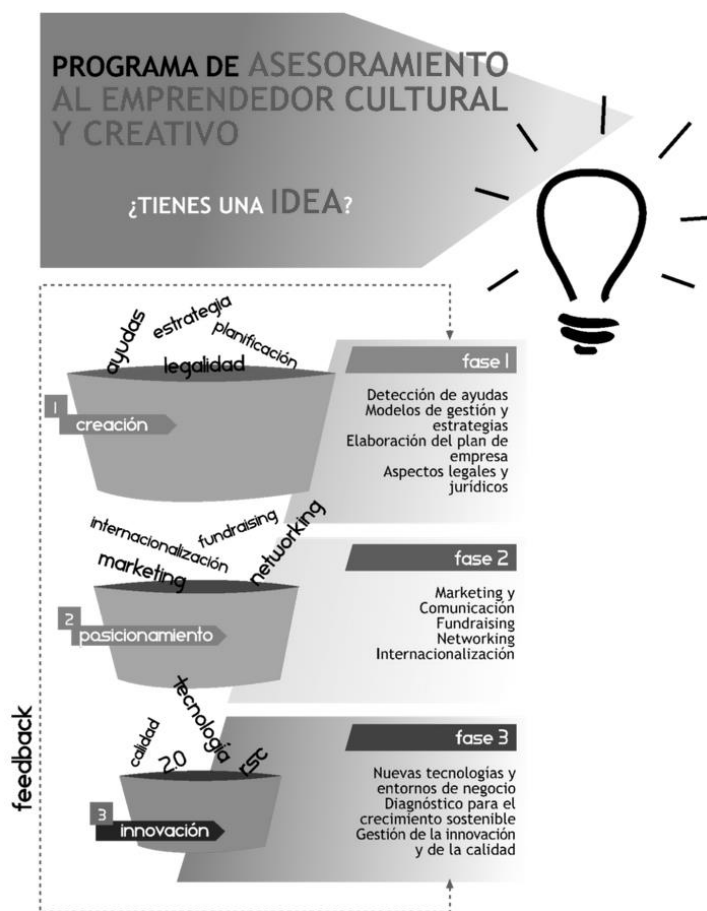 PROGRAMA DE ASESORAMIENTO
AL EMPRENDEDOR CULTURAL
Y CREATIVO
¿TIENES UNA IDEA?
ayudas
estrategia
planificación
legalidad
1
creación
fase 1
Detección de ayudas
Modelos de gestión y
estrategias
Elaboración del plan de
empresa
Aspectos legales y
jurídicos
internacionalización
fundraising
networking
marketing
2
posicionamiento
fase 2
Marketing y
Comunicación
Fundraising
Networking
Internacionalización
feedback
calidad
2.0
tecnología
rsc
3
innovación
fase 3
Nuevas tecnologías y
entornos de negocio
Diagnóstico para el
crecimiento sostenible
Gestión de la innovación
y de la calidad